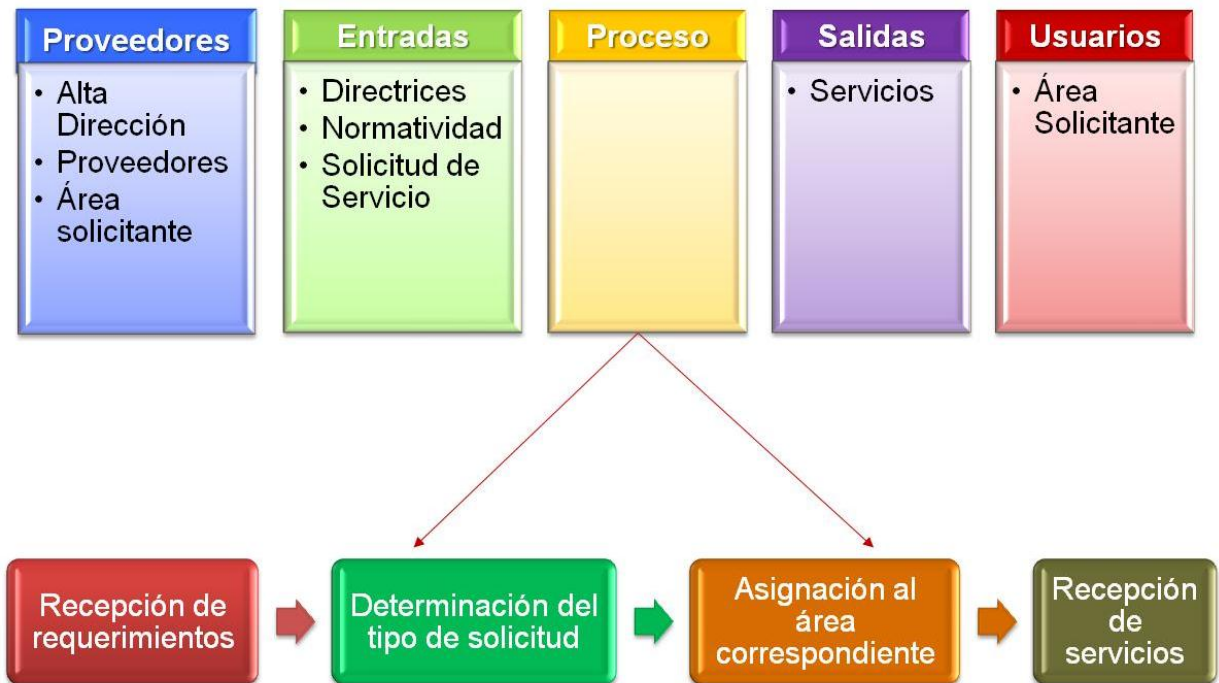 Proveedores
• Alta
Dirección
• Proveedores
• Área
solicitante
Entradas
• Directrices
• Normatividad
• Solicitud de
Servicio
Proceso
Salidas
• Servicios
Usuarios
• Área
Solicitante
Recepción de
requerimientos
Determinación del
tipo de solicitud
Asignación al
área
correspondiente
Recepción
de
servicios